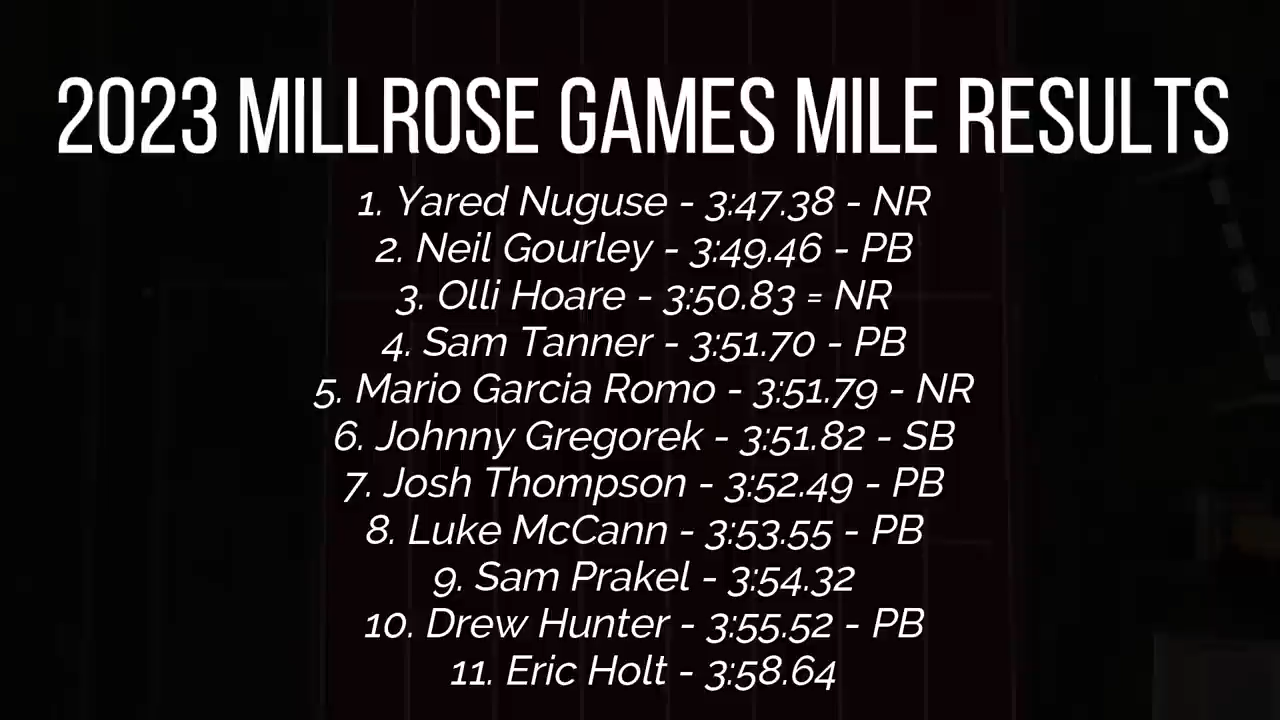 2023 MILLROSE GAMES MILE RESULTS
1. Yared Nuguse - 3:47.38 - NR
2. Neil Gourley - 3:49.46 - PB
3. Olli Hoare - 3:50.83 = NR
4. Sam Tanner - 3:51.70 - PB
5. Mario Garcia Romo - 3:51.79 - NR
6. Johnny Gregorek - 3:51.82 - SB
7. Josh Thompson - 3:52.49 - PB
8. Luke McCann - 3:53.55 - PB
9. Sam Prakel - 3:54.32
10. Drew Hunter - 3:55.52 - PB
11. Eric Holt - 3:58.64